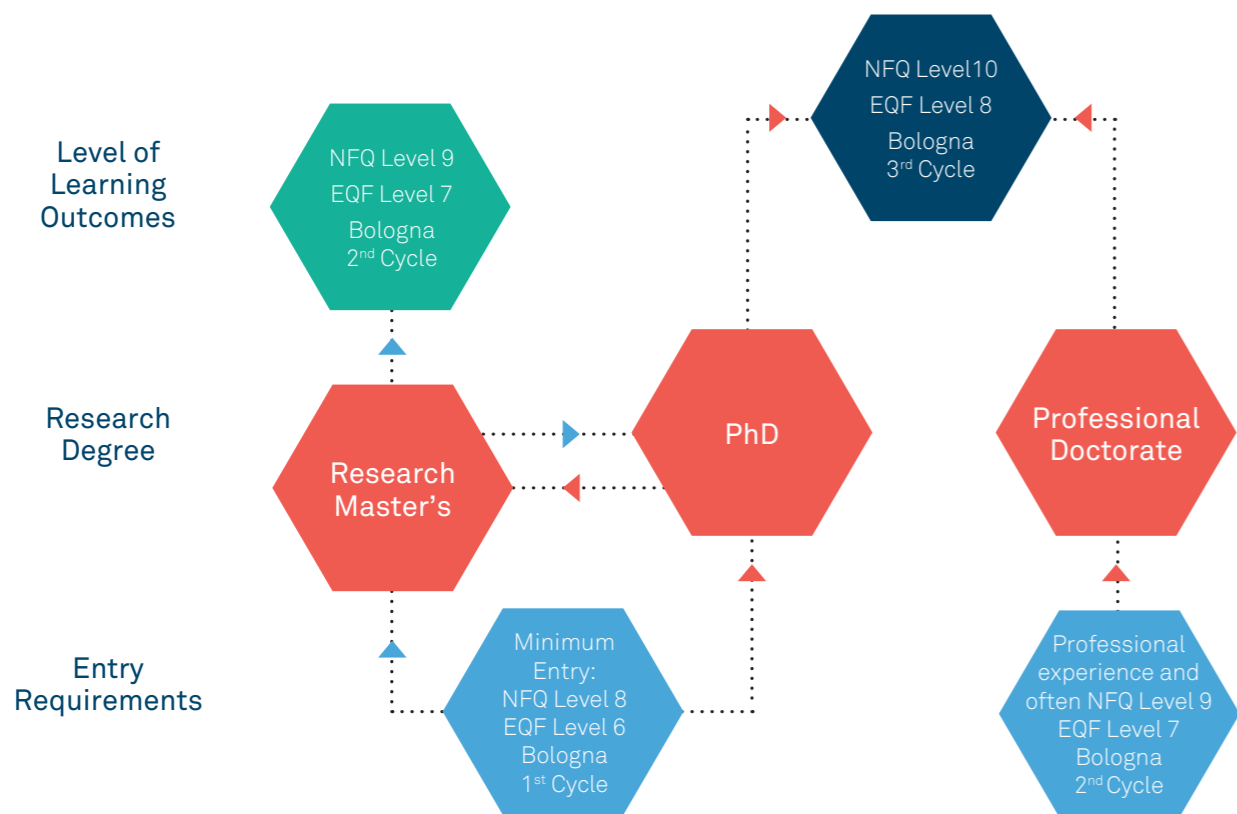 Level of
Learning
Outcomes
NFQ Level 9
EQF Level 7
Bologna
2nd Cycle
NFQ Level10
EQF Level 8
Bologna
3rd Cycle
Research
Degree
Research
Master’s
PhD
Professional
Doctorate
Entry
Requirements
Minimum
Entry:
NFQ Level 8
EQF Level 6
Bologna
1st Cycle
Professional
experience and
often NFQ Level 9
EQF Level 7
Bologna
2nd Cycle